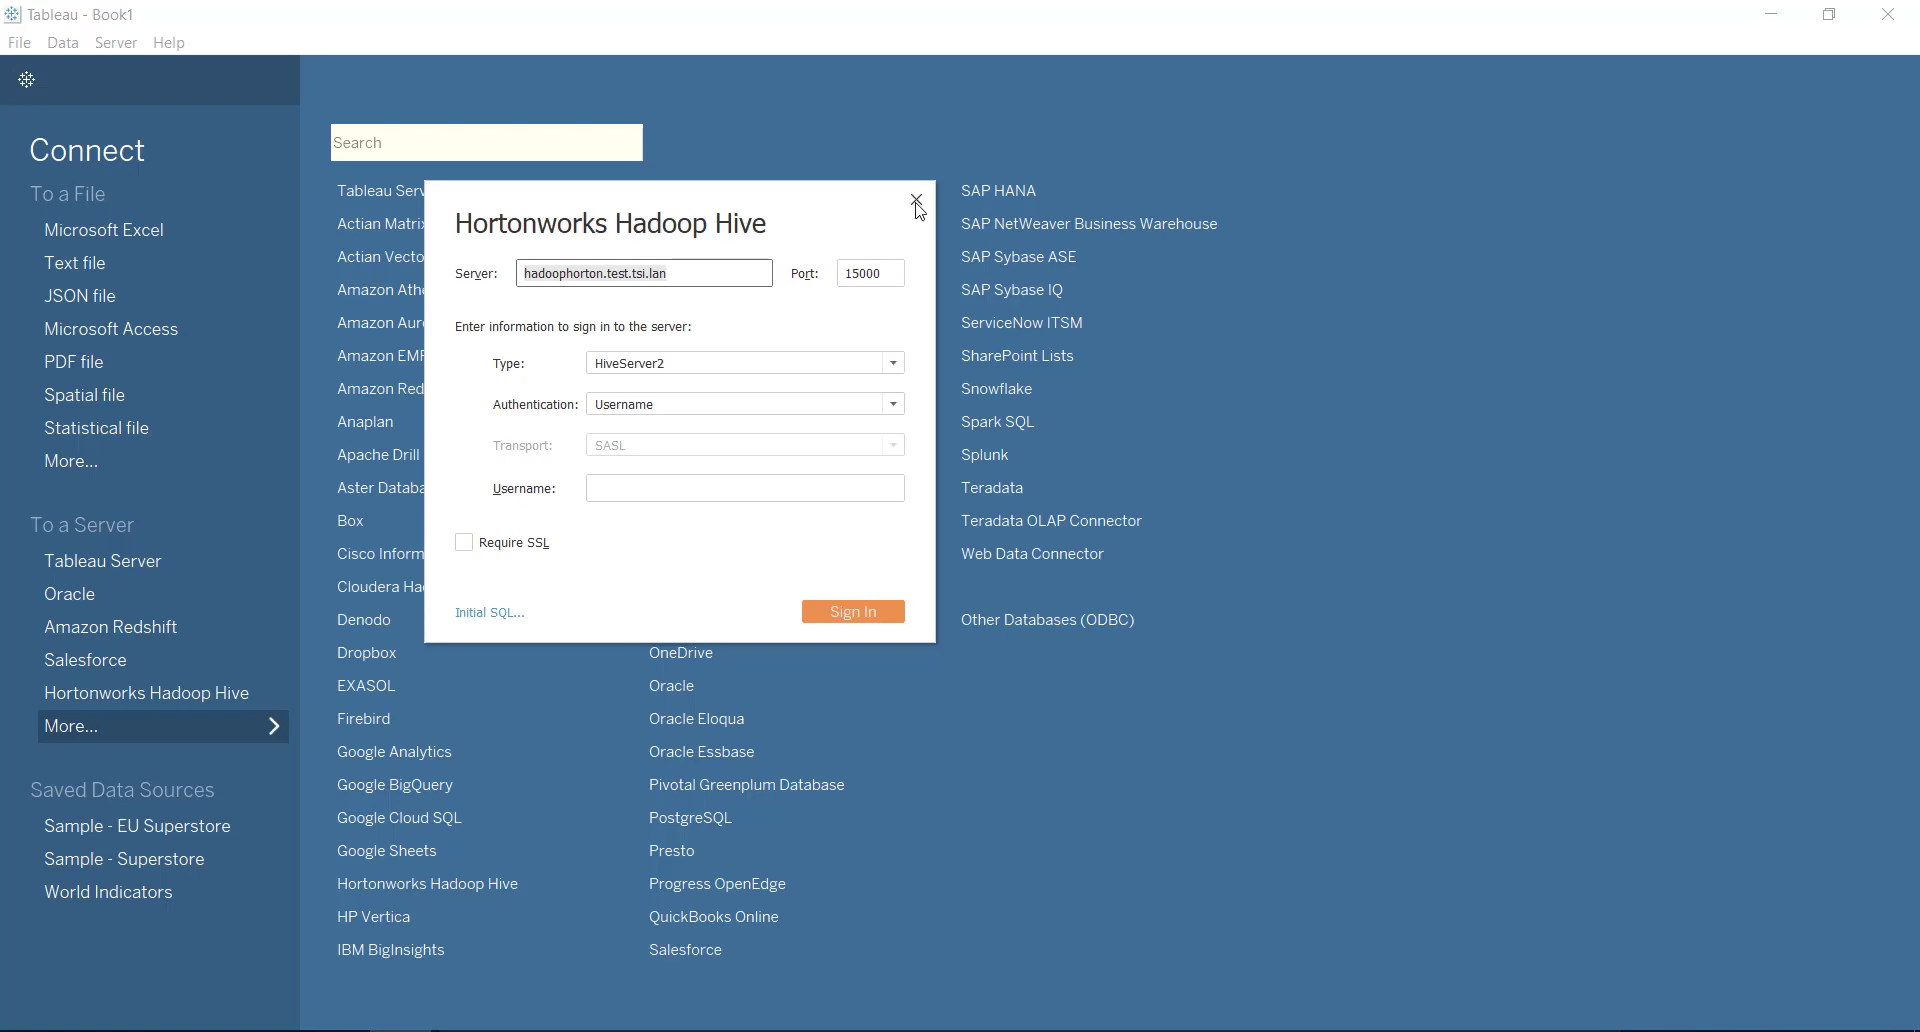 Tableau - Book1
File Data Server Help
Connect
To a File
Microsoft Excel
Text file
JSON file
Microsoft Access
PDF file
Spatial file
Statistical file
More...
To a Server
Tableau Server
Oracle
Amazon Redshift
Salesforce
Hortonworks Hadoop Hive
More...
Saved Data Sources
Sample - EU Superstore
Sample - Superstore
World Indicators
Search
Tableau Serv
Actian Matri
Actian Vecto
Amazon Athe
Amazon Aur
Amazon EMR
Amazon Red
Anaplan
Apache Drill
Aster Databa
Box
Cisco Inform
Cloudera Ha
Denodo
Dropbox
EXASOL
Firebird
Google Analytics
Google BigQuery
Google Cloud SQL
Google Sheets
Hortonworks Hadoop Hive
HP Vertica
IBM BigInsights
Hortonworks Hadoop Hive
Server: hadoophorton.test.tsi.lan Port: 15000
Enter information to sign in to the server:
Type: HiveServer2
Authentication: Username
Transport: SASL
Username:
Require SSL
Initial SQL... Sign In
OneDrive
Oracle
Oracle Eloqua
Oracle Essbase
Pivotal Greenplum Database
PostgreSQL
Presto
Progress OpenEdge
QuickBooks Online
Salesforce
SAP HANA
SAP NetWeaver Business Warehouse
SAP Sybase ASE
SAP Sybase IQ
ServiceNow ITSM
SharePoint Lists
Snowflake
Spark SQL
Splunk
Teradata
Teradata OLAP Connector
Web Data Connector
Other Databases (ODBC)